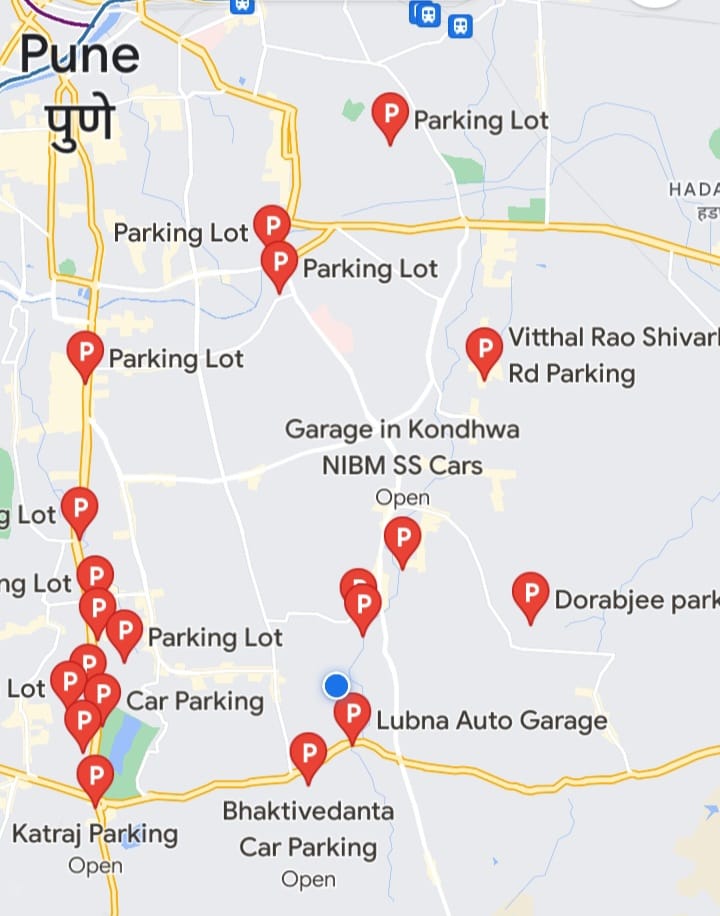 Pune
पुणे
P Parking Lot
HADA
हड
Parking Lot P
P Parking Lot
P Parking Lot
P Vitthal Rao Shivar
Rd Parking
Garage in Kondhwa
NIBM SS Cars
Open
P
g Lot P
ng Lot P
P
P Parking Lot
P
P
P Dorabjee park
P
Lot P
P Car Parking
P
P Lubna Auto Garage
P
P
Bhaktivedanta
Car Parking
Open
Katraj Parking
Open